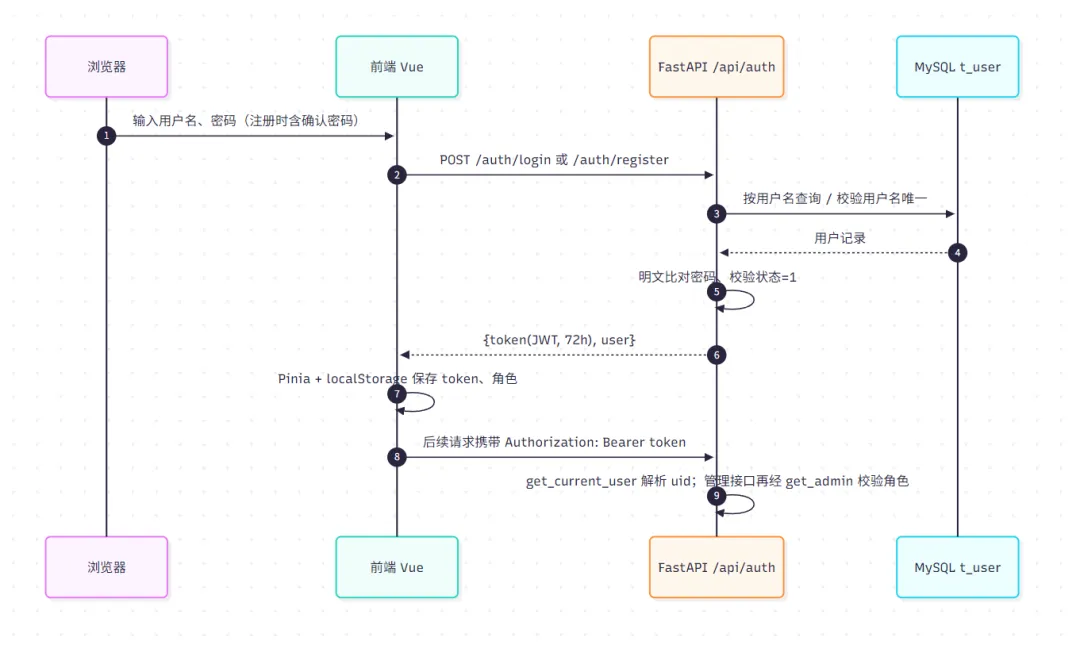 浏览器
前端 Vue
FastAPI /api/auth
MySQL t_user
输入用户名、密码（注册时含确认密码）
1
POST /auth/login 或 /auth/register
2
按用户名查询 / 校验用户名唯一
3
用户记录
4
明文比对密码、校验状态=1
5
{token(JWT, 72h), user}
6
Pinia + localStorage 保存 token、角色
7
后续请求携带 Authorization: Bearer token
8
get_current_user 解析 uid；管理接口再经 get_admin 校验角色
9
浏览器
前端 Vue
FastAPI /api/auth
MySQL t_user